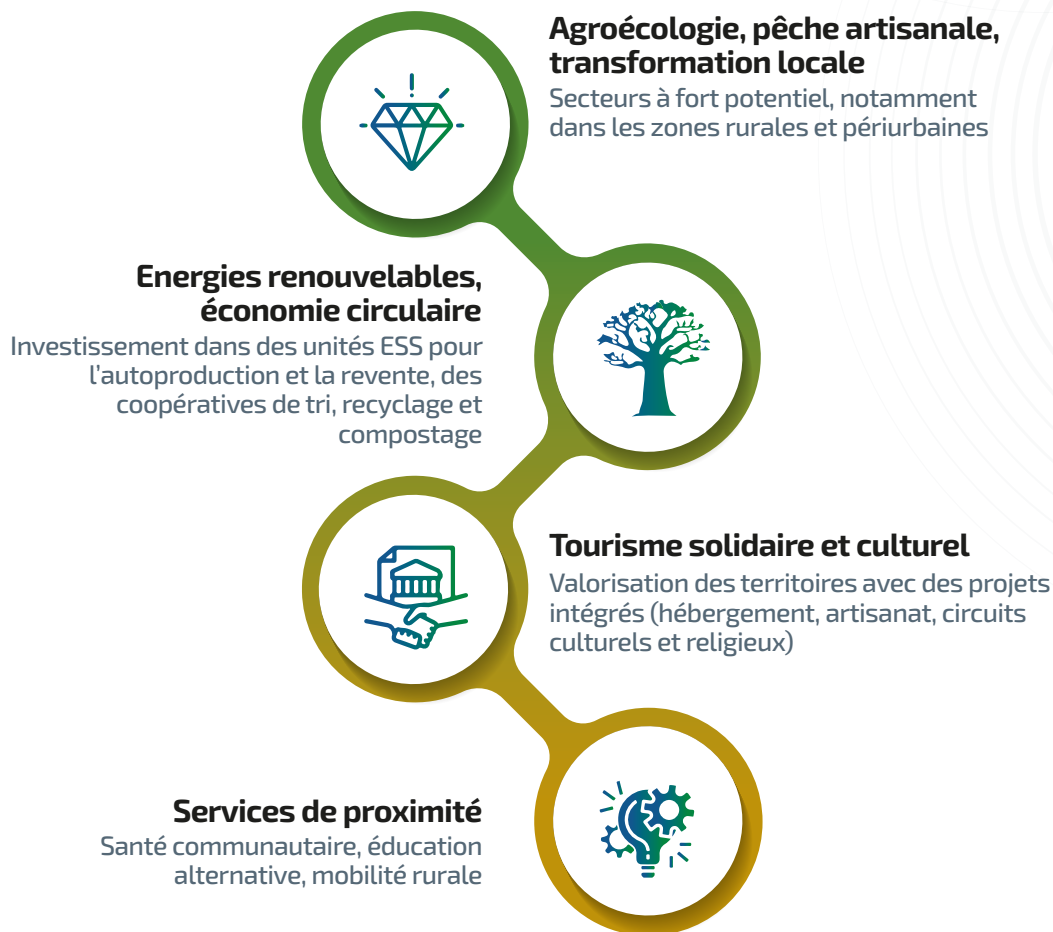 Agroécologie, pêche artisanale,
transformation locale
Secteurs à fort potentiel, notamment
dans les zones rurales et périurbaines
Energies renouvelables,
économie circulaire
Investissement dans des unités ESS pour
l'autoproduction et la revente, des
coopératives de tri, recyclage et
compostage
Tourisme solidaire et culturel
Valorisation des territoires avec des projets
intégrés (hébergement, artisanat, circuits
culturels et religieux)
Services de proximité
Santé communautaire, éducation
alternative, mobilité rurale